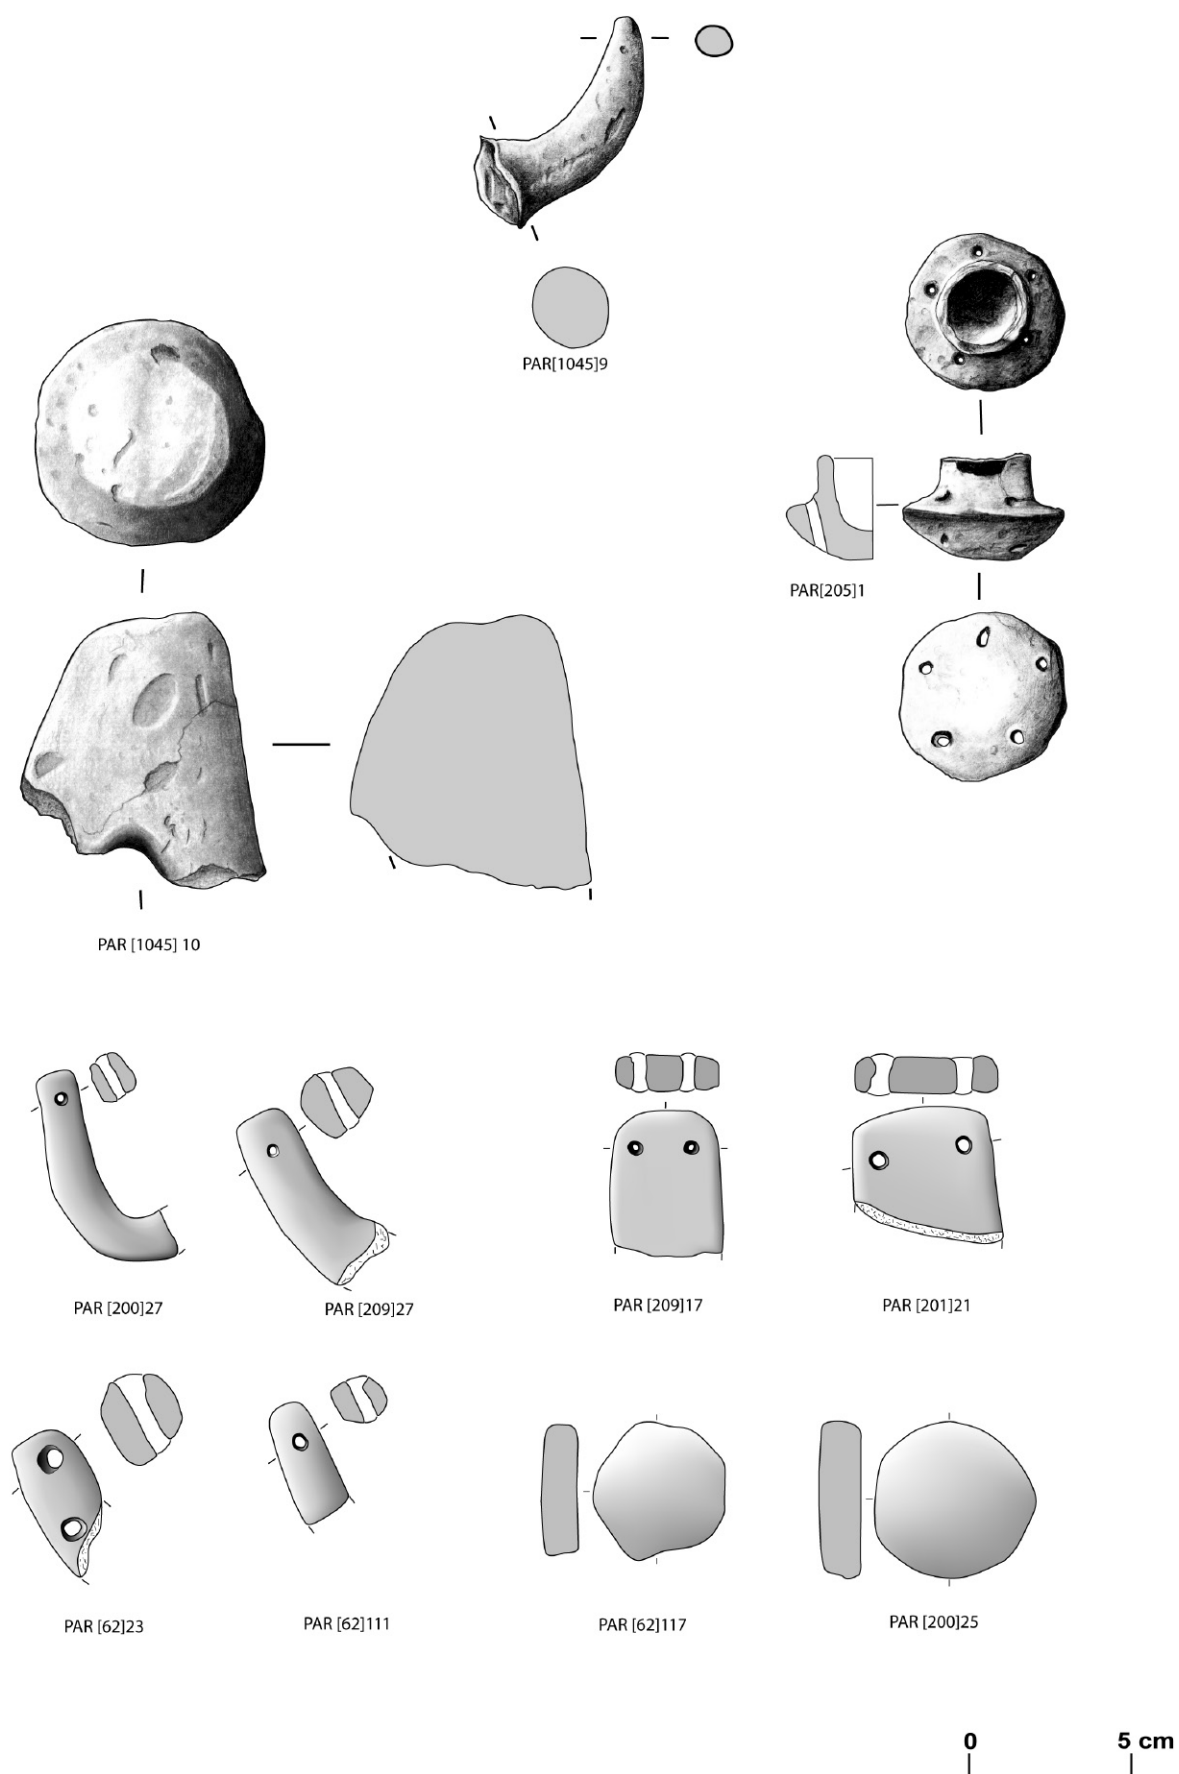 PAR[1045]9
PAR[205]1
PAR [1045] 10
PAR [200]27
PAR [209]27
PAR [209]17
PAR [201]21
PAR [62]23
PAR [62]111
PAR [62]117
PAR [200]25
0 5 cm